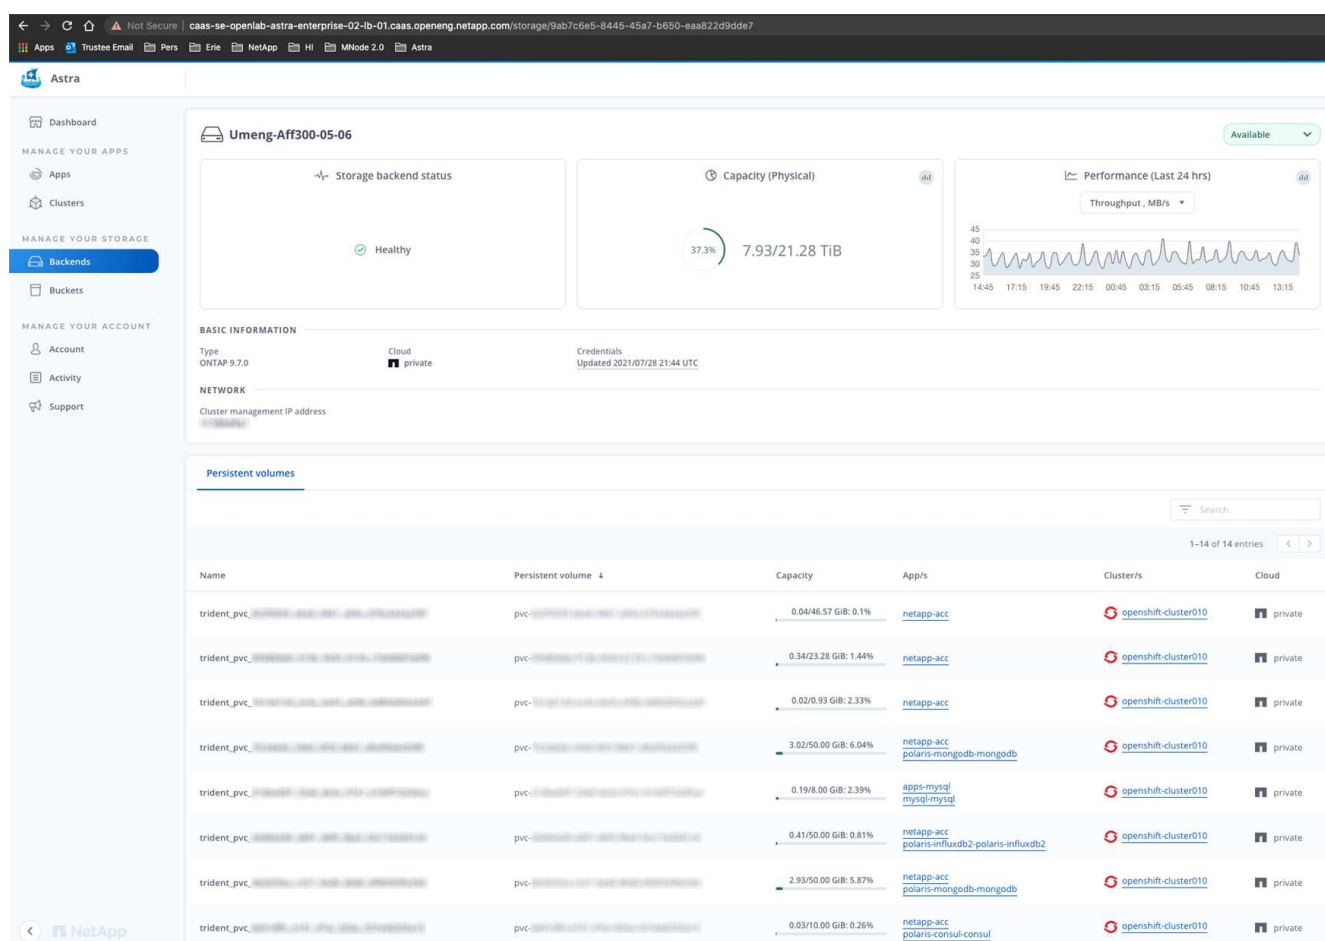 Not Secure | caas-se-openlab-astra-enterprise-02-lb-01.caas.openeng.netapp.com/storage/9ab7c6e5-8445-45a7-b650-eaa822d9dde7
Apps Trustee Email Pers Erie NetApp HI MNode 2.0 Astra
Astra
Dashboard
MANAGE YOUR APPS
Apps
Clusters
MANAGE YOUR STORAGE
Backends
Buckets
MANAGE YOUR ACCOUNT
Account
Activity
Support
NetApp
Umeng-Aff300-05-06
Available
Storage backend status
Healthy
Capacity (Physical)
37.3%
7.93/21.28 TiB
Performance (Last 24 hrs)
Throughput , MB/s
45
40
35
30
25
14:45 17:15 19:45 22:15 00:45 03:15 05:45 08:15 10:45 13:15
BASIC INFORMATION
Type Cloud Credentials
ONTAP 9.7.0 private Updated 2021/07/28 21:44 UTC
NETWORK
Cluster management IP address
Persistent volumes
Search
1–14 of 14 entries
Name Persistent volume Capacity App/s Cluster/s Cloud
trident_pvc_ pvc- 0.04/46.57 GiB: 0.1% netapp-acc openshift-cluster010 private
trident_pvc_ pvc- 0.34/23.28 GiB: 1.44% netapp-acc openshift-cluster010 private
trident_pvc_ pvc- 0.02/0.93 GiB: 2.33% netapp-acc openshift-cluster010 private
trident_pvc_ pvc- 3.02/50.00 GiB: 6.04% netapp-acc openshift-cluster010 private
polaris-mongodb-mongodb
trident_pvc_ pvc- 0.19/8.00 GiB: 2.39% apps-mysql openshift-cluster010 private
mysql-mysql
trident_pvc_ pvc- 0.41/50.00 GiB: 0.81% netapp-acc openshift-cluster010 private
polaris-influxdb2-polaris-influxdb2
trident_pvc_ pvc- 2.93/50.00 GiB: 5.87% netapp-acc openshift-cluster010 private
polaris-mongodb-mongodb
trident_pvc_ pvc- 0.03/10.00 GiB: 0.26% netapp-acc openshift-cluster010 private
polaris-consul-consul